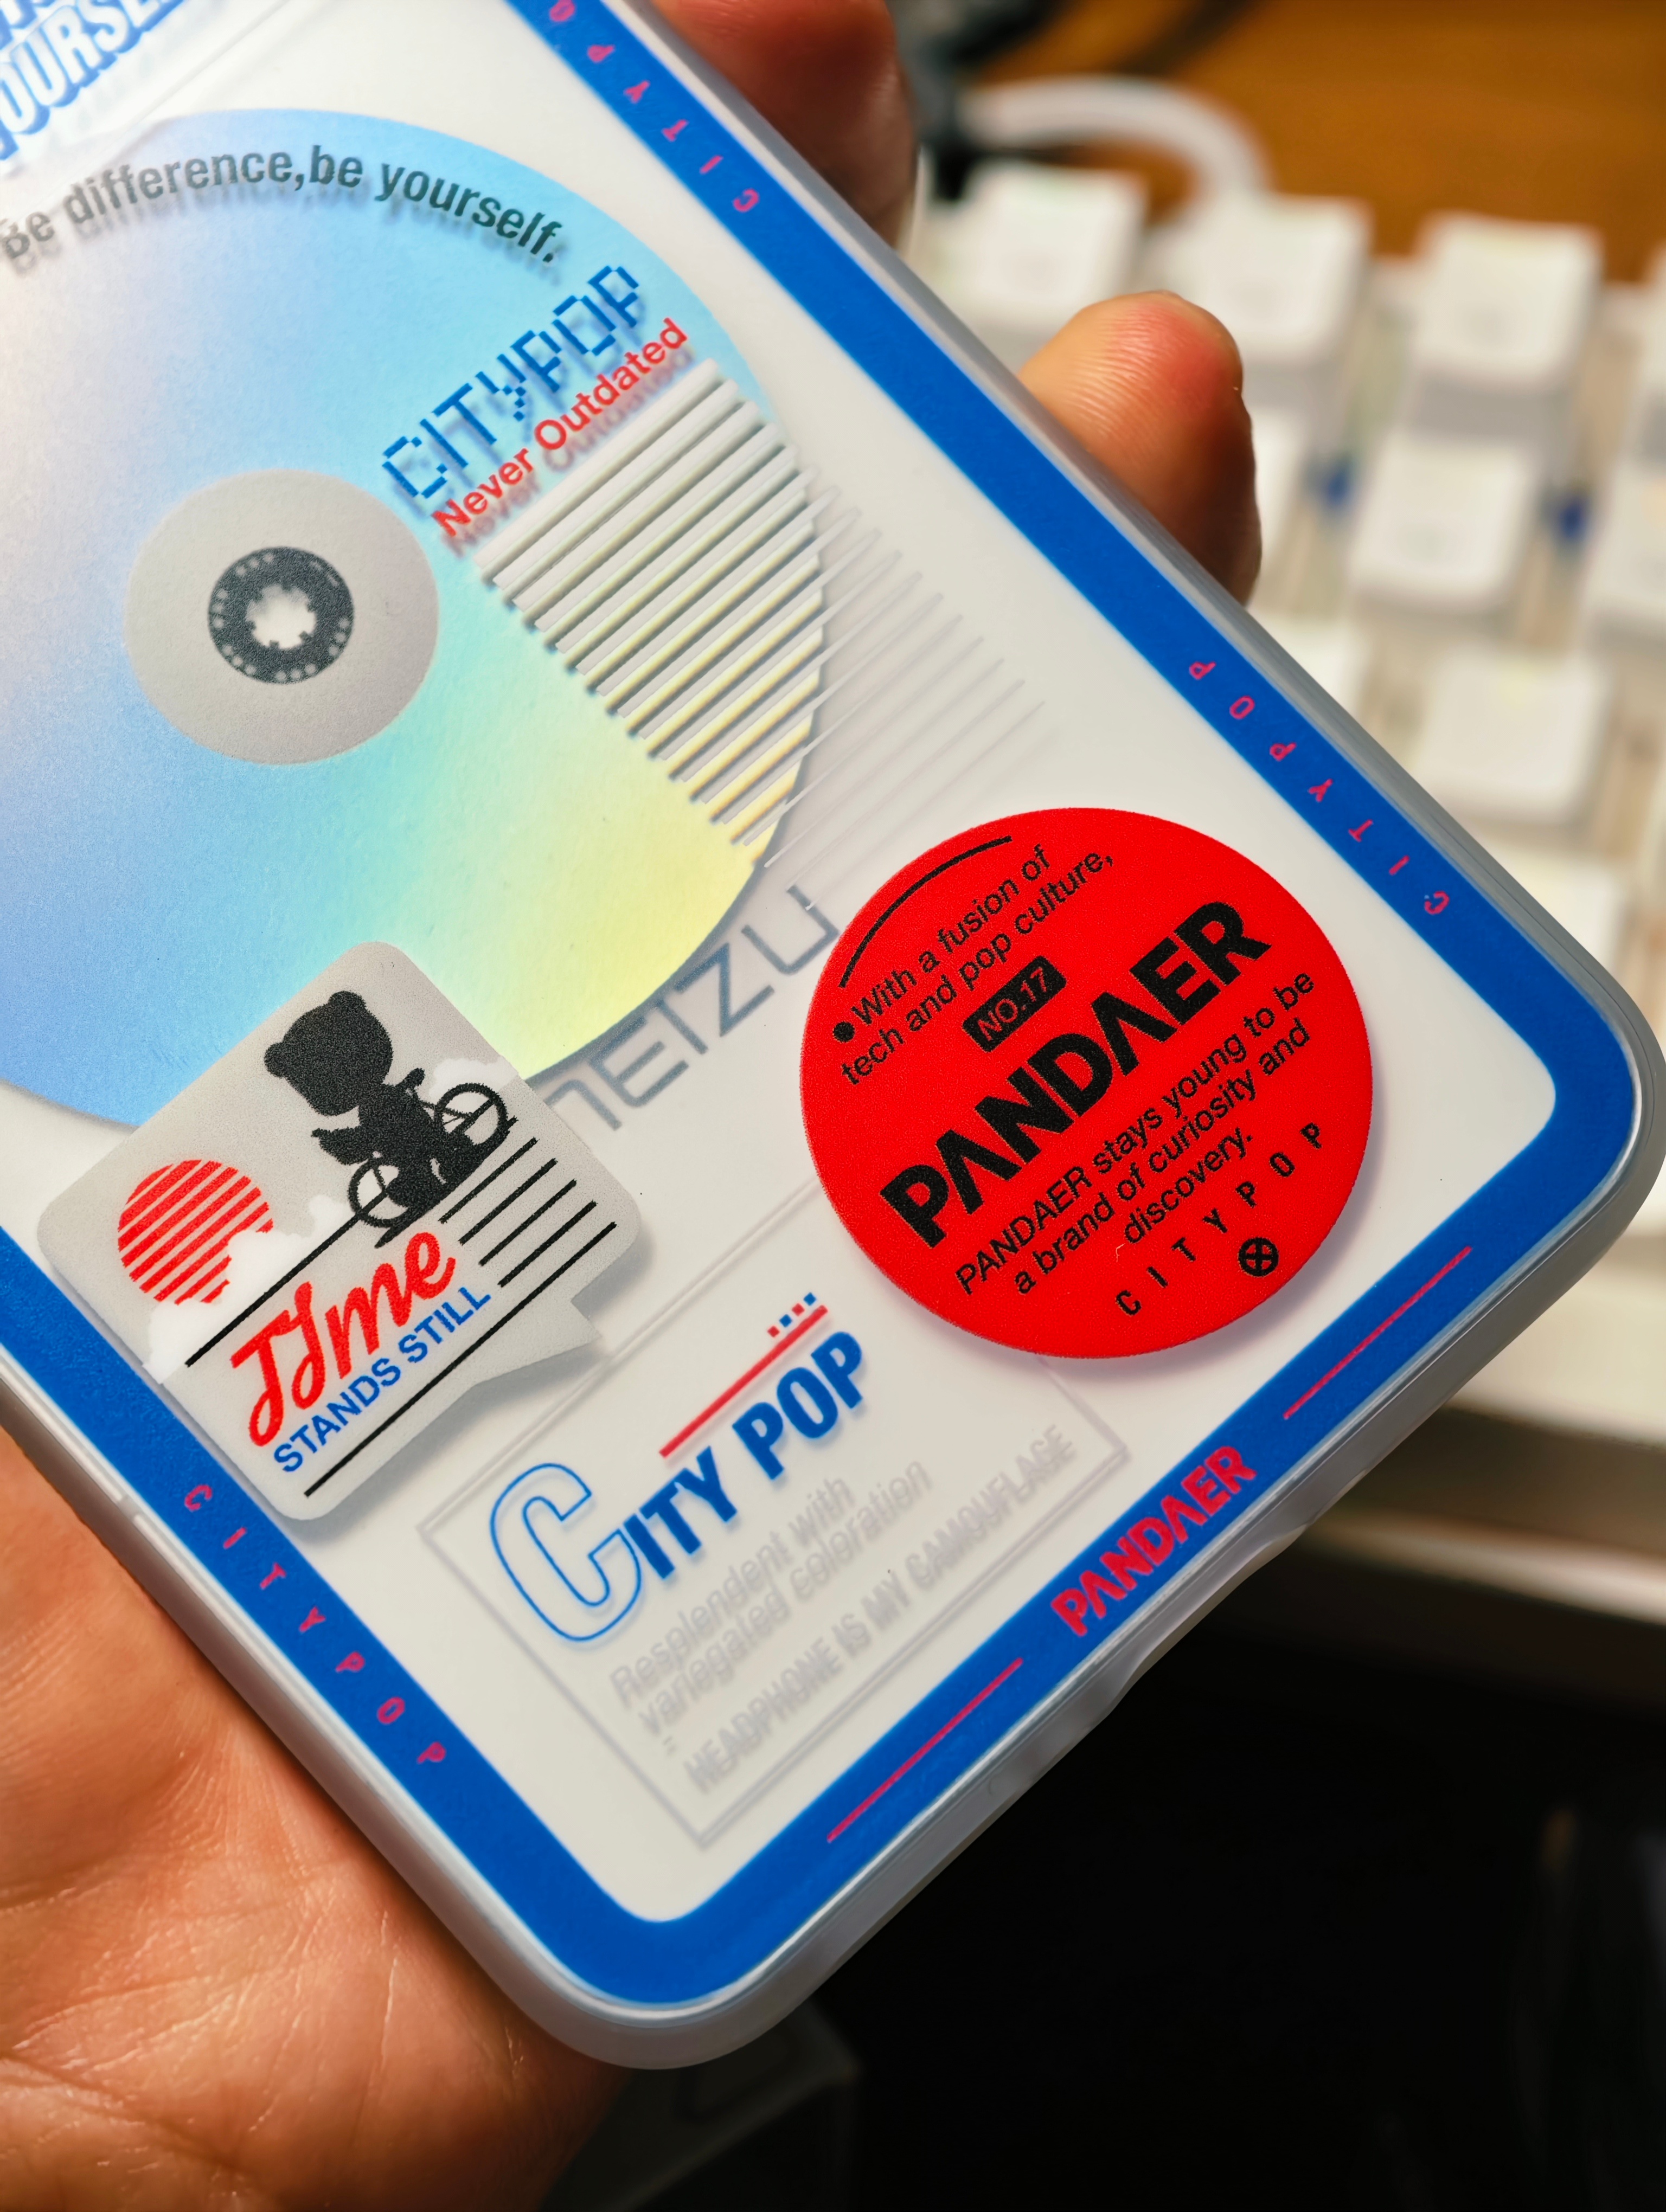 YOURSE
Be difference,be yourself.
CITYPOP
Never Outdated
CITYPOP
CITYPOP
MEIZU
With a fusion of
tech and pop culture,
NO.17
PANDAER
PANDAER stays young to be
a brand of curiosity and
discovery.
CITYPOP
TIme
STANDS STILL
CITY POP
Resplendent with
variegated coloration
HEADPHONE IS MY CAMOUFLAGE
CITYPOP
PANDAER